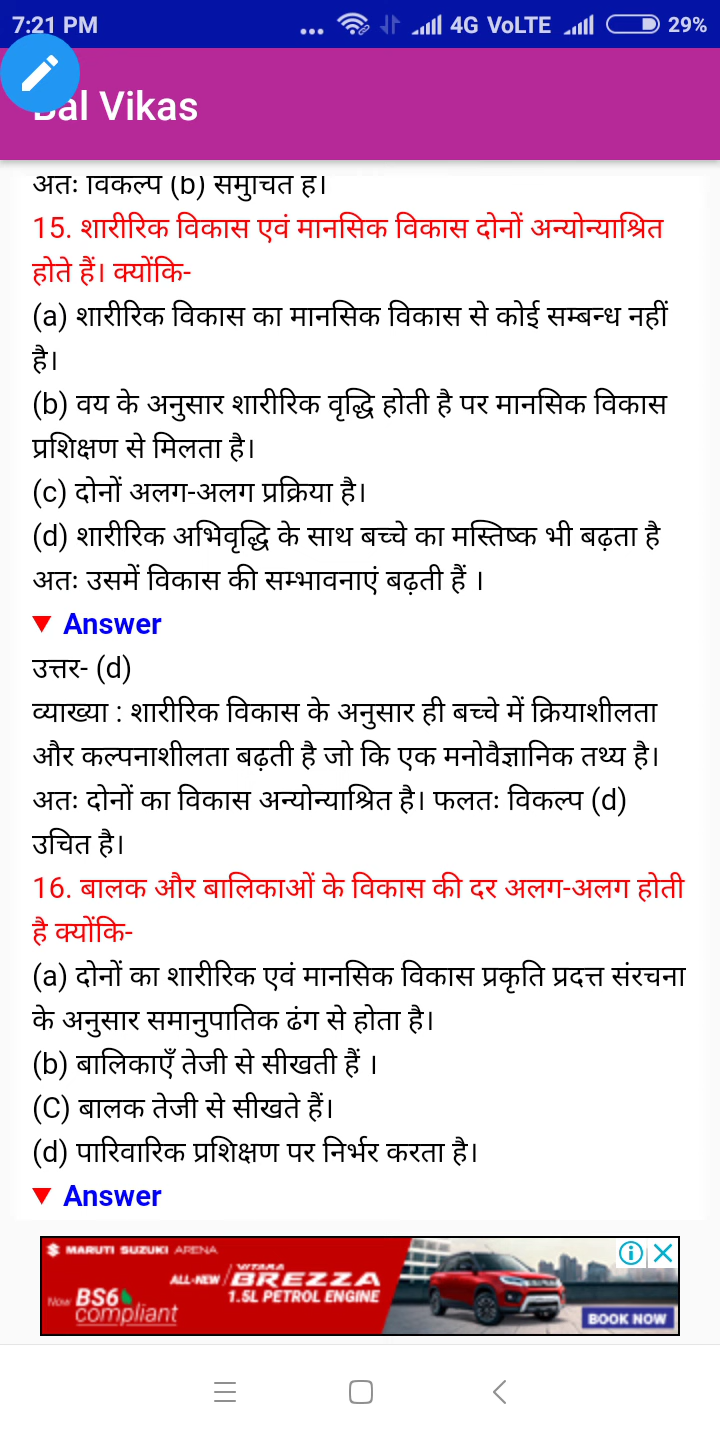 7:21 PM ... 4G VoLTE 29%
Bal Vikas
अतः विकल्प (b) समुचित है।
15. शारीरिक विकास एवं मानसिक विकास दोनों अन्योन्याश्रित
होते हैं। क्योंकि-
(a) शारीरिक विकास का मानसिक विकास से कोई सम्बन्ध नहीं
है।
(b) वय के अनुसार शारीरिक वृद्धि होती है पर मानसिक विकास
प्रशिक्षण से मिलता है।
(c) दोनों अलग-अलग प्रक्रिया है।
(d) शारीरिक अभिवृद्धि के साथ बच्चे का मस्तिष्क भी बढ़ता है
अतः उसमें विकास की सम्भावनाएं बढ़ती हैं ।
▼ Answer
उत्तर- (d)
व्याख्या : शारीरिक विकास के अनुसार ही बच्चे में क्रियाशीलता
और कल्पनाशीलता बढ़ती है जो कि एक मनोवैज्ञानिक तथ्य है।
अतः दोनों का विकास अन्योन्याश्रित है। फलतः विकल्प (d)
उचित है।
16. बालक और बालिकाओं के विकास की दर अलग-अलग होती
है क्योंकि-
(a) दोनों का शारीरिक एवं मानसिक विकास प्रकृति प्रदत्त संरचना
के अनुसार समानुपातिक ढंग से होता है।
(b) बालिकाएँ तेजी से सीखती हैं ।
(C) बालक तेजी से सीखते हैं।
(d) पारिवारिक प्रशिक्षण पर निर्भर करता है।
▼ Answer
MARUTI SUZUKI ARENA
ALL-NEW VITARA BREZZA
1.5L PETROL ENGINE
Now BS6
compliant
BOOK NOW